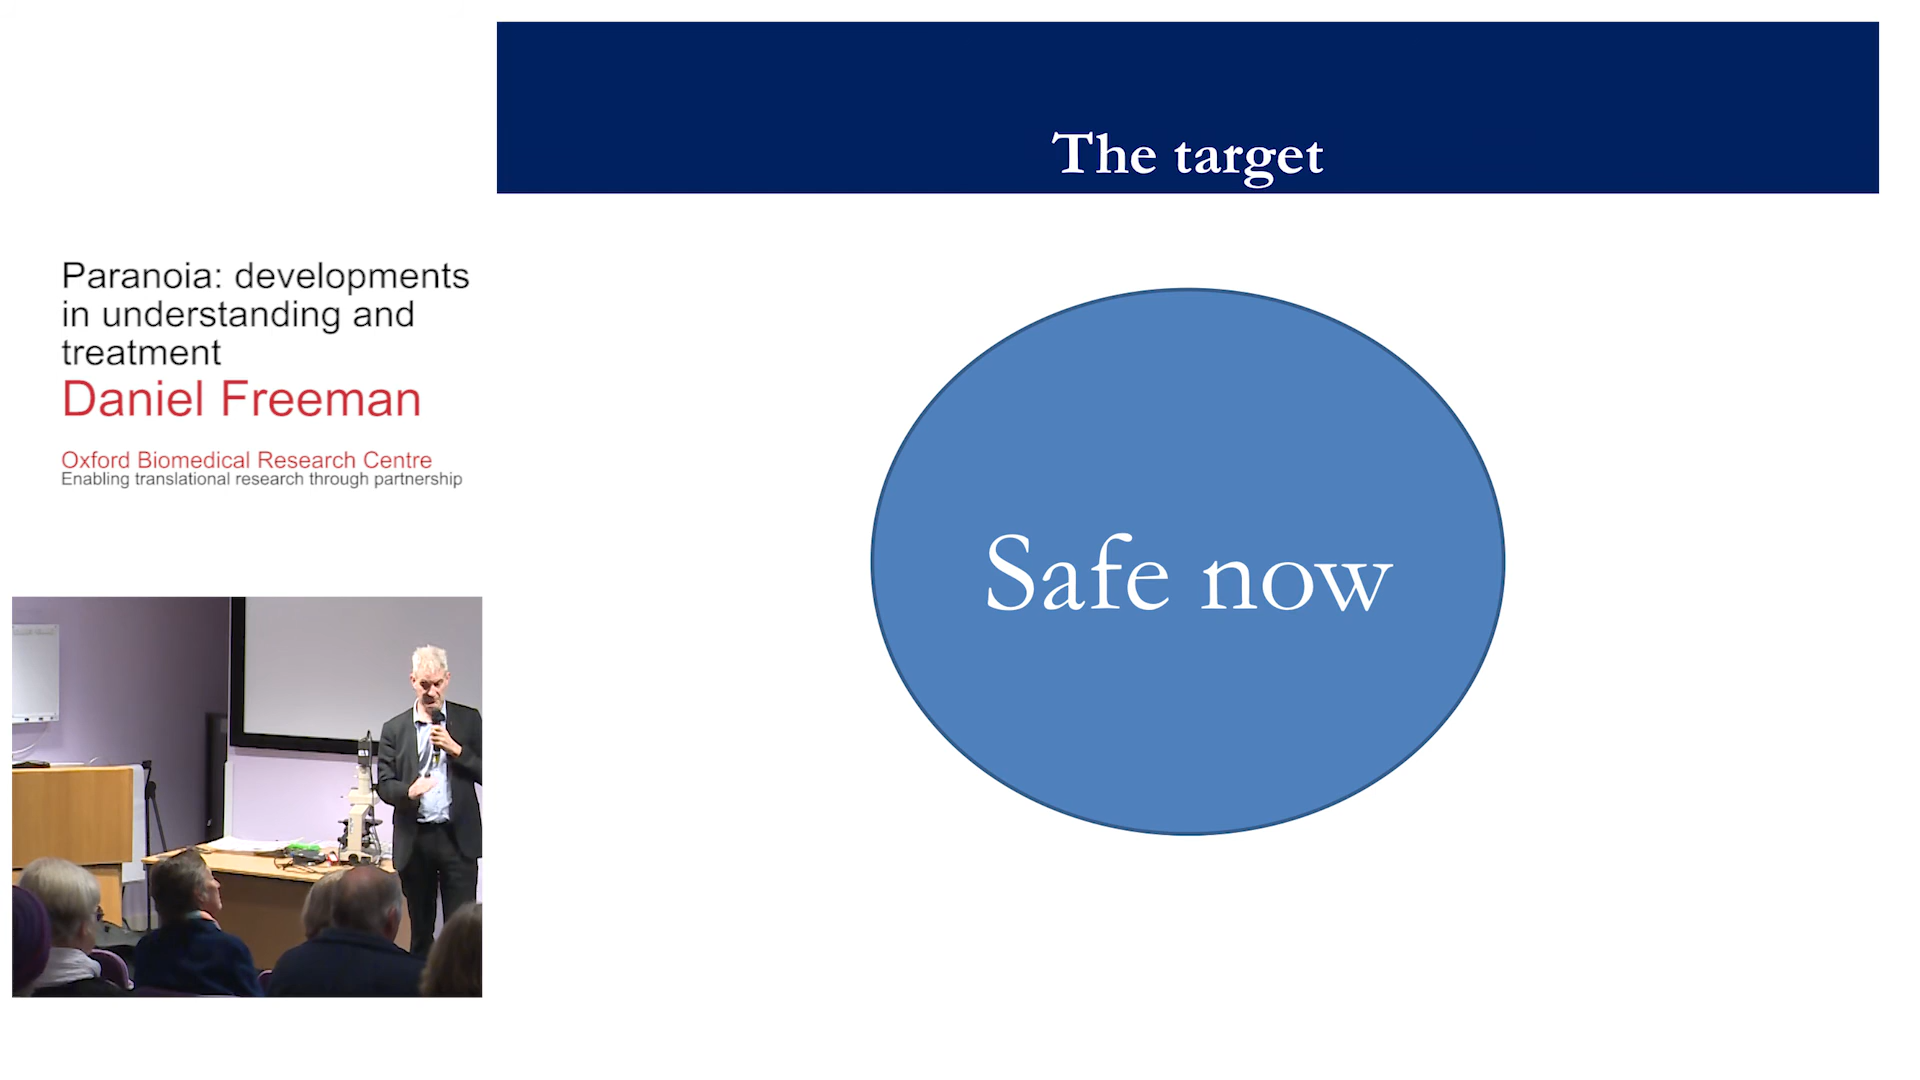 The target
Paranoia: developments
in understanding and
treatment
Daniel Freeman
Oxford Biomedical Research Centre
Enabling translational research through partnership
Safe now